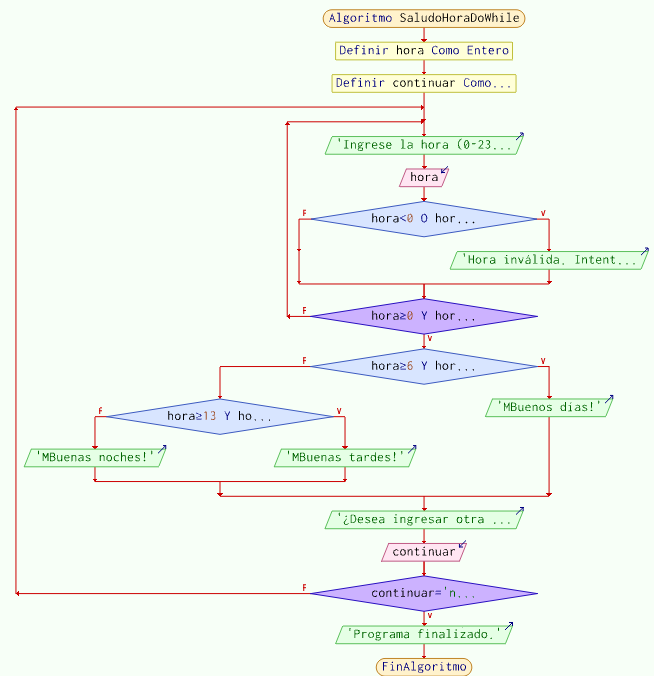 Algoritmo SaludoHoraDoWhile
Definir hora Como Entero
Definir continuar Como...
'Ingrese la hora (0-23...
hora
hora<0 O hor...
F
V
'Hora inválida. Intent...
hora≥0 Y hor...
F
V
hora≥6 Y hor...
F
V
hora≥13 Y ho...
F
V
'MBuenos días!'
'MBuenas noches!'
'MBuenas tardes!'
'¿Desea ingresar otra ...
continuar
continuar='n...
F
V
'Programa finalizado.'
FinAlgoritmo